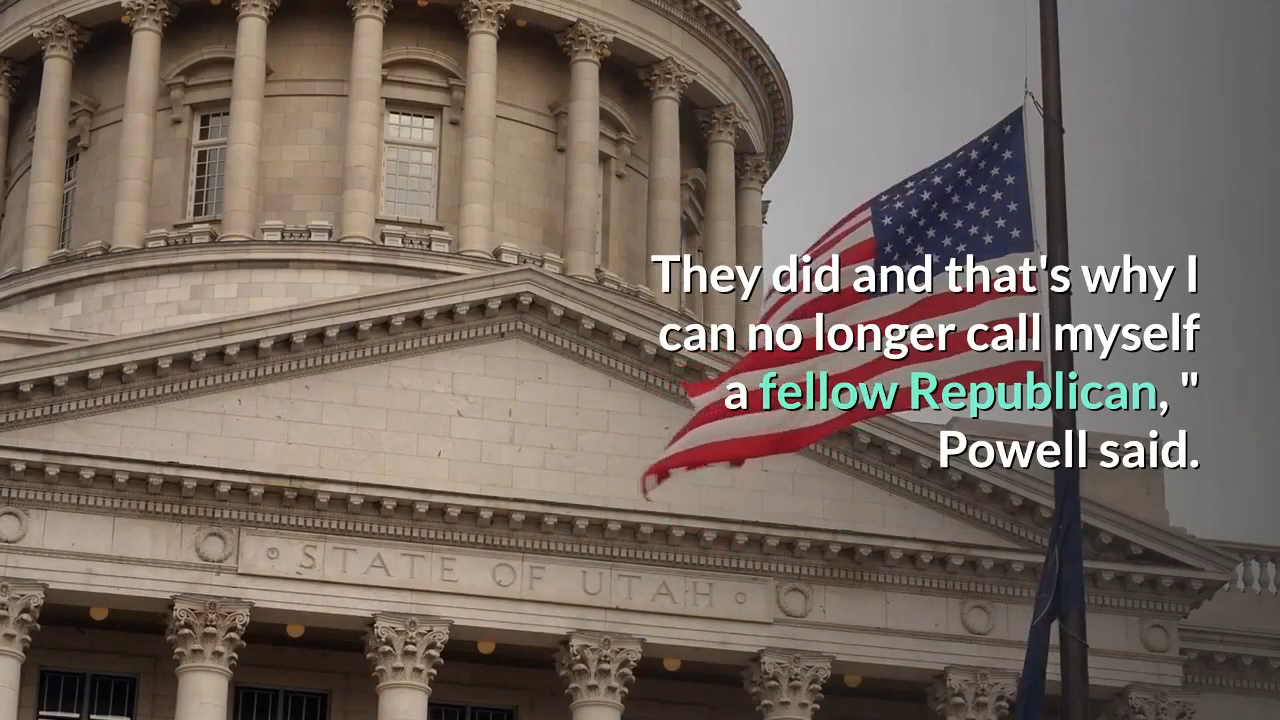 They did and that's why I
can no longer call myself
a fellow Republican, "
Powell said.
STATE OF UTAH